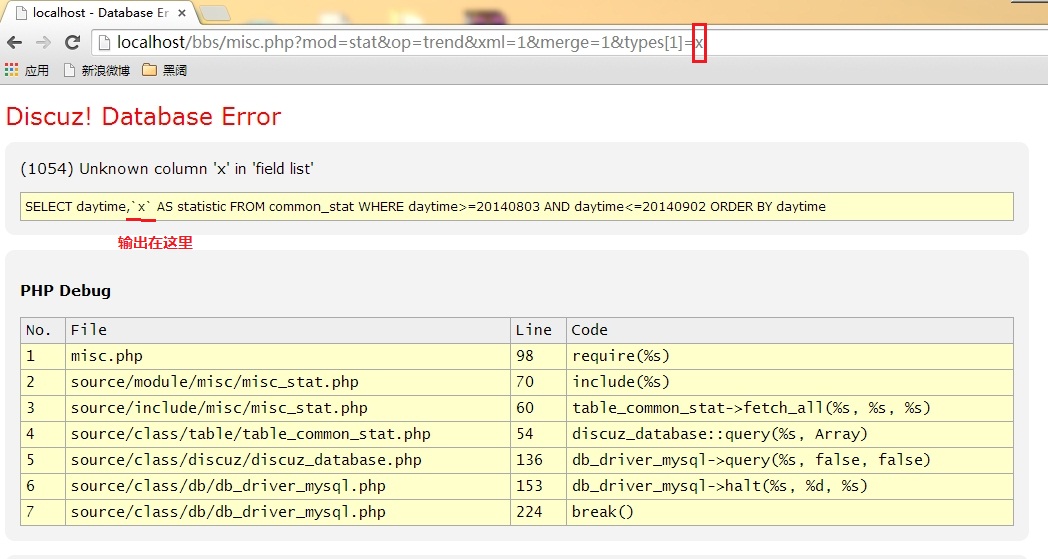 localhost - Database Er
localhost/bbs/misc.php?mod=stat&op=trend&xml=1&merge=1&types[1]=x
应用 新浪微博 黑阔
Discuz! Database Error
(1054) Unknown column 'x' in 'field list'
SELECT daytime,`x` AS statistic FROM common_stat WHERE daytime>=20140803 AND daytime<=20140902 ORDER BY daytime
输出在这里
PHP Debug
No. File Line Code
1 misc.php 98 require(%s)
2 source/module/misc/misc_stat.php 70 include(%s)
3 source/include/misc/misc_stat.php 60 table_common_stat->fetch_all(%s, %s, %s)
4 source/class/table/table_common_stat.php 54 discuz_database::query(%s, Array)
5 source/class/discuz/discuz_database.php 136 db_driver_mysql->query(%s, false, false)
6 source/class/db/db_driver_mysql.php 153 db_driver_mysql->halt(%s, %d, %s)
7 source/class/db/db_driver_mysql.php 224 break()